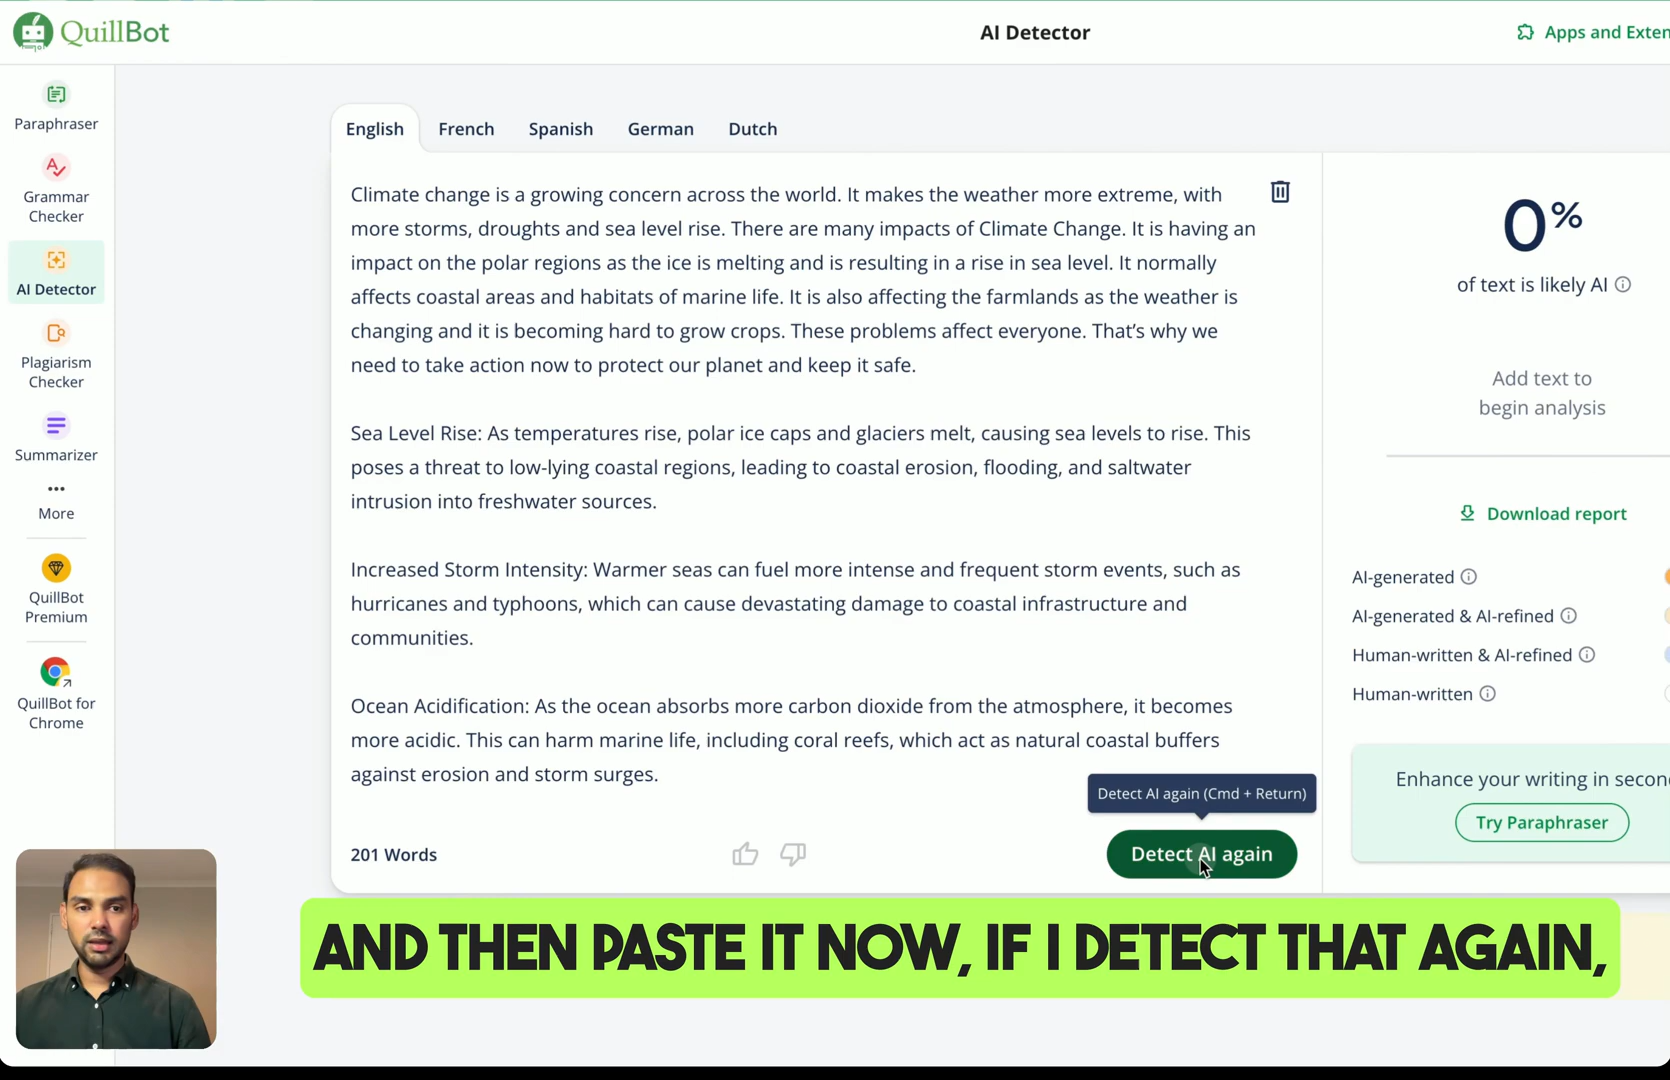 QuillBot
AI Detector
Apps and Exten
Paraphraser
Grammar
Checker
AI Detector
Plagiarism
Checker
Summarizer
More
QuillBot
Premium
QuillBot for
Chrome
English
French
Spanish
German
Dutch
Climate change is a growing concern across the world. It makes the weather more extreme, with
more storms, droughts and sea level rise. There are many impacts of Climate Change. It is having an
impact on the polar regions as the ice is melting and is resulting in a rise in sea level. It normally
affects coastal areas and habitats of marine life. It is also affecting the farmlands as the weather is
changing and it is becoming hard to grow crops. These problems affect everyone. That’s why we
need to take action now to protect our planet and keep it safe.
Sea Level Rise: As temperatures rise, polar ice caps and glaciers melt, causing sea levels to rise. This
poses a threat to low-lying coastal regions, leading to coastal erosion, flooding, and saltwater
intrusion into freshwater sources.
Increased Storm Intensity: Warmer seas can fuel more intense and frequent storm events, such as
hurricanes and typhoons, which can cause devastating damage to coastal infrastructure and
communities.
Ocean Acidification: As the ocean absorbs more carbon dioxide from the atmosphere, it becomes
more acidic. This can harm marine life, including coral reefs, which act as natural coastal buffers
against erosion and storm surges.
Detect AI again (Cmd + Return)
201 Words
Detect AI again
0%
of text is likely AI
Add text to
begin analysis
Download report
AI-generated
AI-generated & AI-refined
Human-written & AI-refined
Human-written
Enhance your writing in secon
Try Paraphraser
AND THEN PASTE IT NOW, IF I DETECT THAT AGAIN,